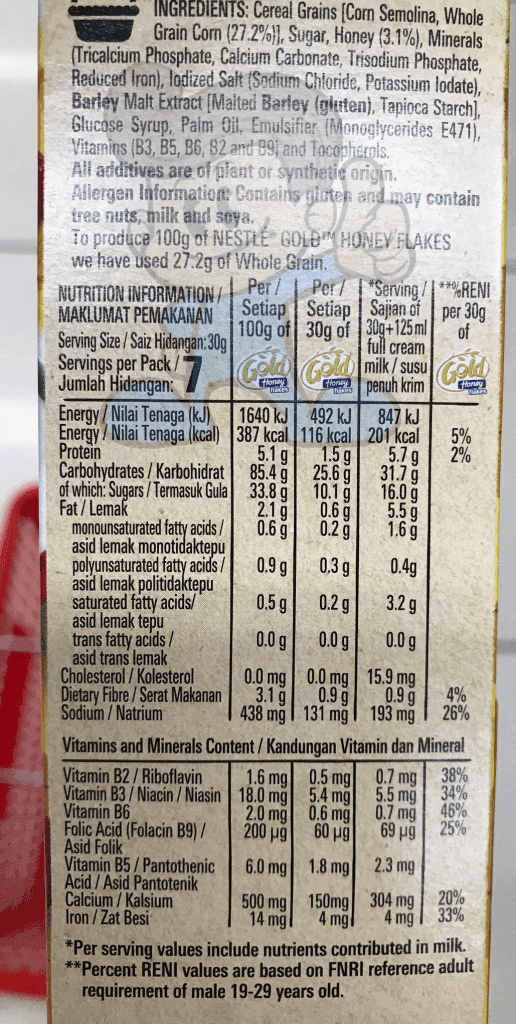 INGREDIENTS: Cereal Grains [Corn Semolina, Whole
Grain Corn (27.2%)], Sugar, Honey (3.1%), Minerals
(Tricalcium Phosphate, Calcium Carbonate, Trisodium Phosphate,
Reduced Iron), Iodized Salt (Sodium Chloride, Potassium Iodate),
Barley Malt Extract [Malted Barley (gluten), Tapioca Starch],
Glucose Syrup, Palm Oil, Emulsifier (Monoglycerides E471),
Vitamins (B3, B5, B6, B2 and B9) and Tocopherols.
All additives are of plant or synthetic origin.
Allergen Information: Contains gluten and may contain
tree nuts, milk and soya.
To produce 100g of NESTLÉ® GOLD™ HONEY FLAKES
we have used 27.2g of Whole Grain.
NUTRITION INFORMATION / MAKLUMAT PEMAKANAN
Serving Size / Saiz Hidangan: 30g
Servings per Pack / Jumlah Hidangan: 7
Per / Setiap 100g of Gold Honey flakes
Per / Setiap 30g of Gold Honey flakes
*Serving / Sajian of 30g+125ml full cream milk / susu penuh krim
**%RENI per 30g of Gold Honey flakes
Energy / Nilai Tenaga (kJ) 1640 kJ 492 kJ 847 kJ
Energy / Nilai Tenaga (kcal) 387 kcal 116 kcal 201 kcal 5%
Protein 5.1 g 1.5 g 5.7 g 2%
Carbohydrates / Karbohidrat 85.4 g 25.6 g 31.7 g
of which: Sugars / Termasuk Gula 33.8 g 10.1 g 16.0 g
Fat / Lemak 2.1 g 0.6 g 5.5 g
monounsaturated fatty acids / 0.6 g 0.2 g 1.6 g
asid lemak monotidaktepu
polyunsaturated fatty acids / 0.9 g 0.3 g 0.4g
asid lemak politidaktepu
saturated fatty acids/ 0.5 g 0.2 g 3.2 g
asid lemak tepu
trans fatty acids / 0.0 g 0.0 g 0.0 g
asid trans lemak
Cholesterol / Kolesterol 0.0 mg 0.0 mg 15.9 mg
Dietary Fibre / Serat Makanan 3.1 g 0.9 g 0.9 g 4%
Sodium / Natrium 438 mg 131 mg 193 mg 26%
Vitamins and Minerals Content / Kandungan Vitamin dan Mineral
Vitamin B2 / Riboflavin 1.6 mg 0.5 mg 0.7 mg 38%
Vitamin B3 / Niacin / Niasin 18.0 mg 5.4 mg 5.5 mg 34%
Vitamin B6 2.0 mg 0.6 mg 0.7 mg 46%
Folic Acid (Folacin B9) / 200 µg 60 µg 69 µg 25%
Asid Folik
Vitamin B5 / Pantothenic 6.0 mg 1.8 mg 2.3 mg
Acid / Asid Pantotenik
Calcium / Kalsium 500 mg 150mg 304 mg 20%
Iron / Zat Besi 14 mg 4 mg 4 mg 33%
*Per serving values include nutrients contributed in milk.
**Percent RENI values are based on FNRI reference adult
requirement of male 19-29 years old.